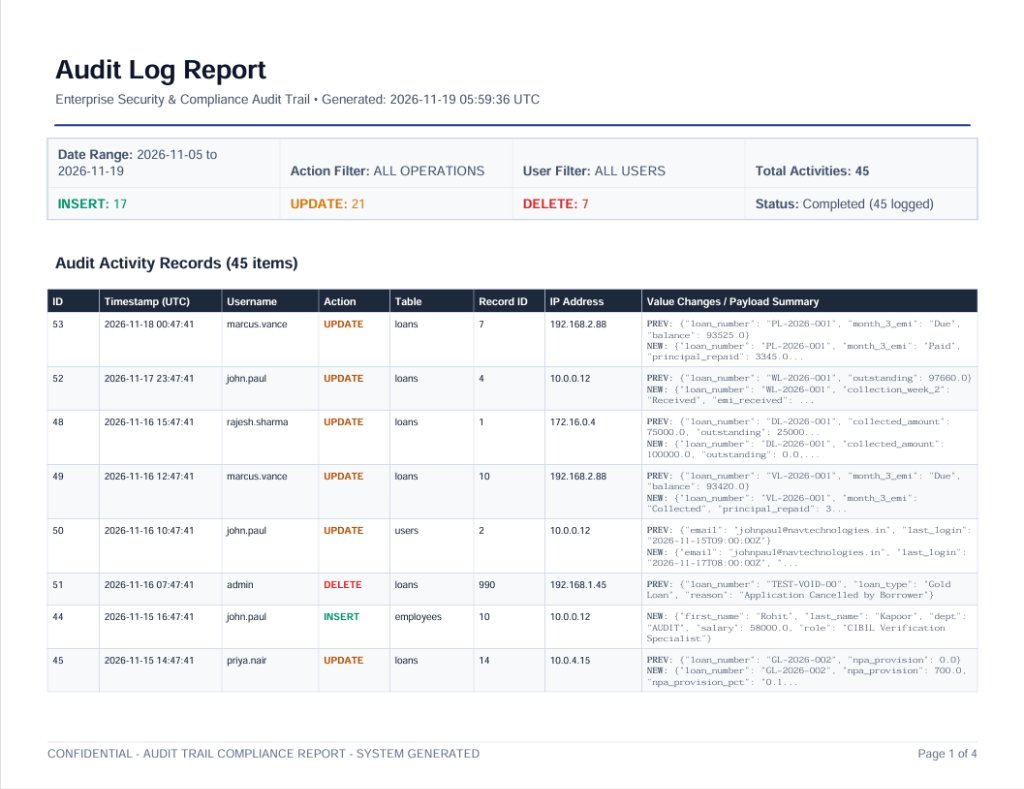 Audit Log Report
Enterprise Security & Compliance Audit Trail • Generated: 2026-11-19 05:59:36 UTC
Date Range: 2026-11-05 to
2026-11-19
Action Filter: ALL OPERATIONS
User Filter: ALL USERS
Total Activities: 45
INSERT: 17
UPDATE: 21
DELETE: 7
Status: Completed (45 logged)
Audit Activity Records (45 items)
ID Timestamp (UTC) Username Action Table Record ID IP Address Value Changes / Payload Summary
53 2026-11-18 00:47:41 marcus.vance UPDATE loans 7 192.168.2.88 PREV: {"loan_number": "PL-2026-001", "month_3_emi": "Due",
"balance": 93525.0}
NEW: {"loan_number": "PL-2026-001", "month_3_emi": "Paid",
"principal_repaid": 3345.0...
52 2026-11-17 23:47:41 john.paul UPDATE loans 4 10.0.0.12 PREV: {"loan_number": "WL-2026-001", "outstanding": 97660.0}
NEW: {"loan_number": "WL-2026-001", "collection_week_2":
"Received", "emi_received": ...
48 2026-11-16 15:47:41 rajesh.sharma UPDATE loans 1 172.16.0.4 PREV: {"loan_number": "DL-2026-001", "collected_amount":
75000.0, "outstanding": 25000...
NEW: {"loan_number": "DL-2026-001", "collected_amount":
100000.0, "outstanding": 0.0,...
49 2026-11-16 12:47:41 marcus.vance UPDATE loans 10 192.168.2.88 PREV: {"loan_number": "VL-2026-001", "month_3_emi": "Due",
"balance": 93420.0}
NEW: {"loan_number": "VL-2026-001", "month_3_emi":
"Collected", "principal_repaid": 3...
50 2026-11-16 10:47:41 john.paul UPDATE users 2 10.0.0.12 PREV: {"email": "johnpaul@navtechnologies.in", "last_login":
"2026-11-15T09:00:00Z"}
NEW: {"email": "johnpaul@navtechnologies.in", "last_login":
"2026-11-17T08:00:00Z", "...
51 2026-11-16 07:47:41 admin DELETE loans 990 192.168.1.45 PREV: {"loan_number": "TEST-VOID-00", "loan_type": "Gold
Loan", "reason": "Application Cancelled by Borrower"}
44 2026-11-15 16:47:41 john.paul INSERT employees 10 10.0.0.12 NEW: {"first_name": "Rohit", "last_name": "Kapoor", "dept":
"AUDIT", "salary": 58000.0, "role": "CIBIL Verification
Specialist"}
45 2026-11-15 14:47:41 priya.nair UPDATE loans 14 10.0.4.15 PREV: {"loan_number": "GL-2026-002", "npa_provision": 0.0}
NEW: {"loan_number": "GL-2026-002", "npa_provision": 700.0,
"npa_provision_pct": "0.1...
CONFIDENTIAL - AUDIT TRAIL COMPLIANCE REPORT - SYSTEM GENERATED
Page 1 of 4